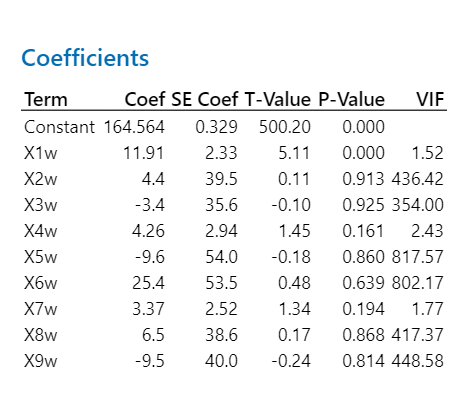 Coefficients
Term Coef SE Coef T-Value P-Value VIF
Constant 164.564 0.329 500.20 0.000
X1w 11.91 2.33 5.11 0.000 1.52
X2w 4.4 39.5 0.11 0.913 436.42
X3w -3.4 35.6 -0.10 0.925 354.00
X4w 4.26 2.94 1.45 0.161 2.43
X5w -9.6 54.0 -0.18 0.860 817.57
X6w 25.4 53.5 0.48 0.639 802.17
X7w 3.37 2.52 1.34 0.194 1.77
X8w 6.5 38.6 0.17 0.868 417.37
X9w -9.5 40.0 -0.24 0.814 448.58